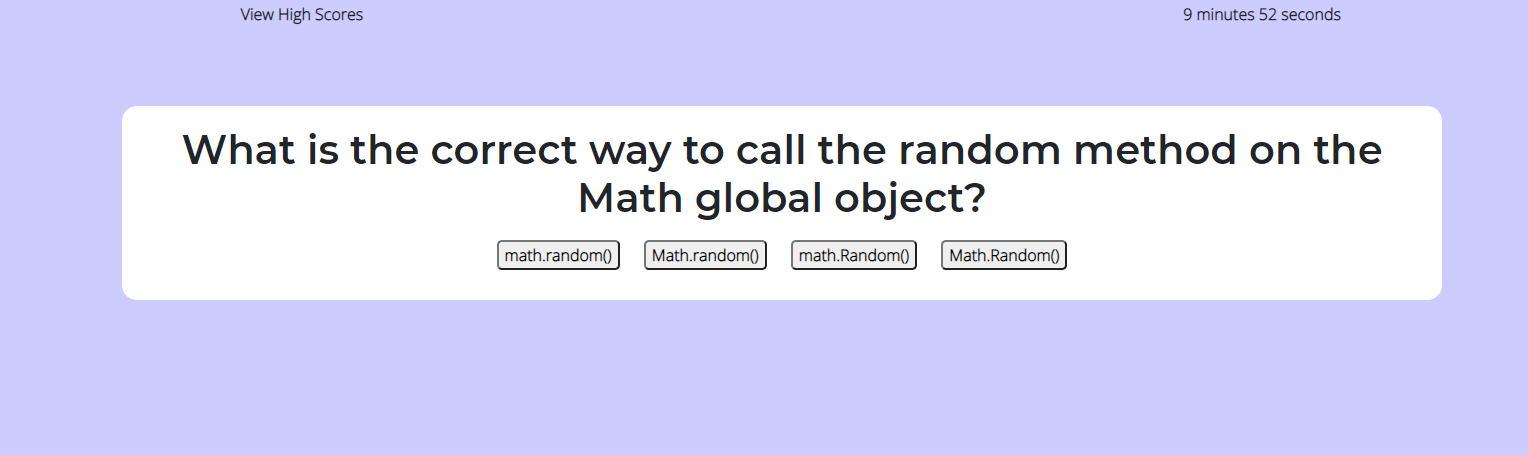 View High Scores
9 minutes 52 seconds
What is the correct way to call the random method on the
Math global object?
math.random()
Math.random()
math.Random()
Math.Random()